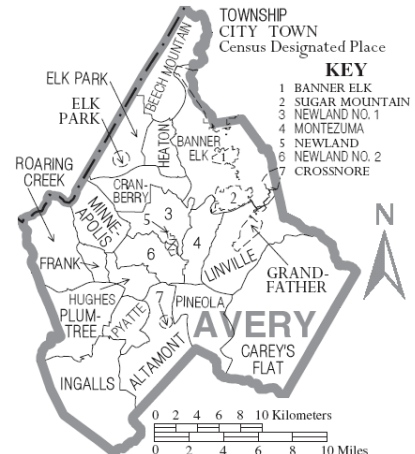 TOWNSHIP
CITY TOWN
Census Designated Place
KEY
1 BANNER ELK
2 SUGAR MOUNTAIN
3 NEWLAND NO. 1
4 MONTEZUMA
5 NEWLAND
6 NEWLAND NO. 2
7 CROSSNORE
BEECH MOUNTAIN
ELK PARK
ELK
PARK
HEATON
BANNER
ELK
1
ROARING
CREEK
CRAN-
BERRY
2
MINNE-
APOLIS
5
3
4
6
N
FRANK
LINVILLE
GRAND-
FATHER
HUGHES
7
PINEOLA
PLUM-
TREE
PYATTE
AVERY
CAREY'S
FLAT
INGALLS
ALTAMONT
0 2 4 6 8 10 Kilometers
0 2 4 6 8 10 Miles